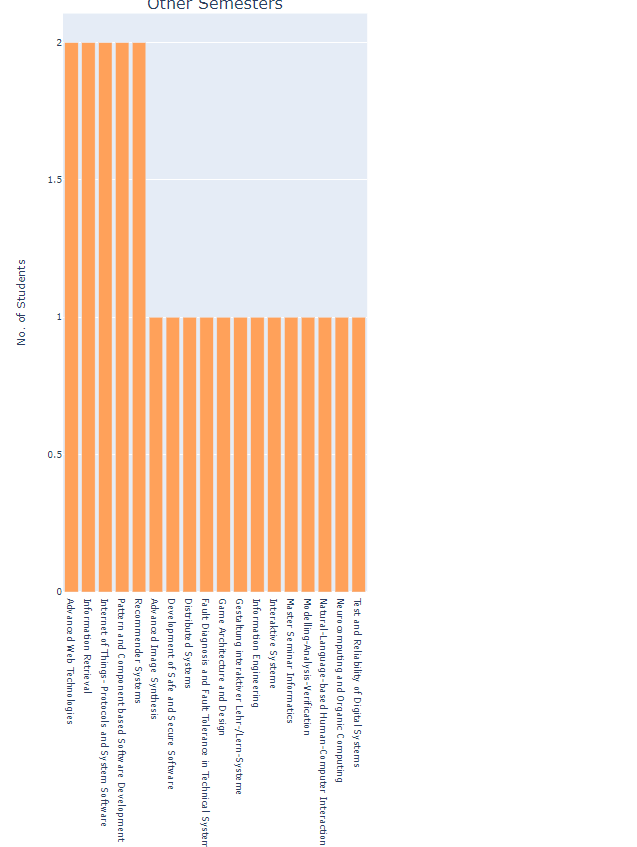 Other Semesters
No. of Students
2
1.5
1
0.5
0
Advanced Web Technologies
Information Retrieval
Internet of Things- Protocols and System Software
Pattern and Component based Software Development
Recommender Systems
Advanced Image Synthesis
Development of Safe and Secure Software
Distributed Systems
Fault Diagnosis and Fault Tolerance in Technical System
Game Architecture and Design
Gestaltung interaktiver Lehr-/Lern-Systeme
Information Engineering
Interaktive Systeme
Master Seminar Informatics
Modelling-Analysis-Verification
Natural-Language-based Human-Computer Interaction
Neurocomputing and Organic Computing
Test and Reliability of Digital Systems